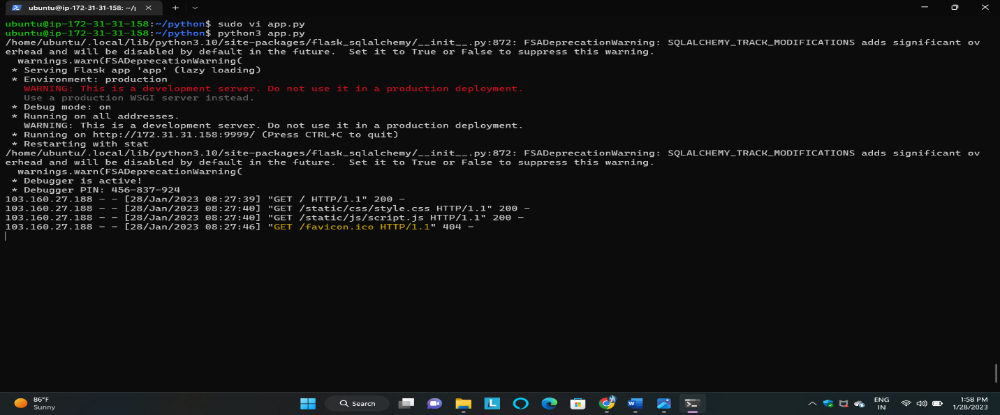 ubuntu@ip-172-31-31-158: ~/p
ubuntu@ip-172-31-31-158:~/python$ sudo vi app.py
ubuntu@ip-172-31-31-158:~/python$ python3 app.py
/home/ubuntu/.local/lib/python3.10/site-packages/flask_sqlalchemy/__init__.py:872: FSADeprecationWarning: SQLALCHEMY_TRACK_MODIFICATIONS adds significant ov
erhead and will be disabled by default in the future.  Set it to True or False to suppress this warning.
  warnings.warn(FSADeprecationWarning(
 * Serving Flask app 'app' (lazy loading)
 * Environment: production
   WARNING: This is a development server. Do not use it in a production deployment.
   Use a production WSGI server instead.
 * Debug mode: on
 * Running on all addresses.
   WARNING: This is a development server. Do not use it in a production deployment.
 * Running on http://172.31.31.158:9999/ (Press CTRL+C to quit)
 * Restarting with stat
/home/ubuntu/.local/lib/python3.10/site-packages/flask_sqlalchemy/__init__.py:872: FSADeprecationWarning: SQLALCHEMY_TRACK_MODIFICATIONS adds significant ov
erhead and will be disabled by default in the future.  Set it to True or False to suppress this warning.
  warnings.warn(FSADeprecationWarning(
 * Debugger is active!
 * Debugger PIN: 456-837-924
103.160.27.188 - - [28/Jan/2023 08:27:39] "GET / HTTP/1.1" 200 -
103.160.27.188 - - [28/Jan/2023 08:27:40] "GET /static/css/style.css HTTP/1.1" 200 -
103.160.27.188 - - [28/Jan/2023 08:27:40] "GET /static/js/script.js HTTP/1.1" 200 -
103.160.27.188 - - [28/Jan/2023 08:27:46] "GET /favicon.ico HTTP/1.1" 404 -
86°F
Sunny
Search
ENG
IN
1:58 PM
1/28/2023